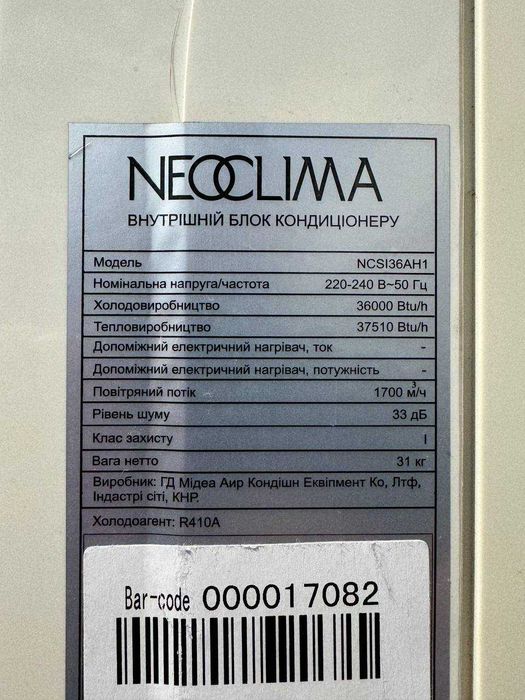 NEOCLIMA
ВНУТРІШНІЙ БЛОК КОНДИЦІОНЕРУ
Модель NCSI36AH1
Номінальна напруга/частота 220-240 В~50 Гц
Холодовиробництво 36000 Btu/h
Тепловиробництво 37510 Btu/h
Допоміжний електричний нагрівач, ток -
Допоміжний електричний нагрівач, потужність -
Повітряний потік 1700 м³/ч
Рівень шуму 33 дБ
Клас захисту I
Вага нетто 31 кг
Виробник: ГД Мідеа Аир Кондішн Еквіпмент Ко, Лтф,
Індастрі сіті, КНР.
Холодоагент: R410A
Bar-code 000017082